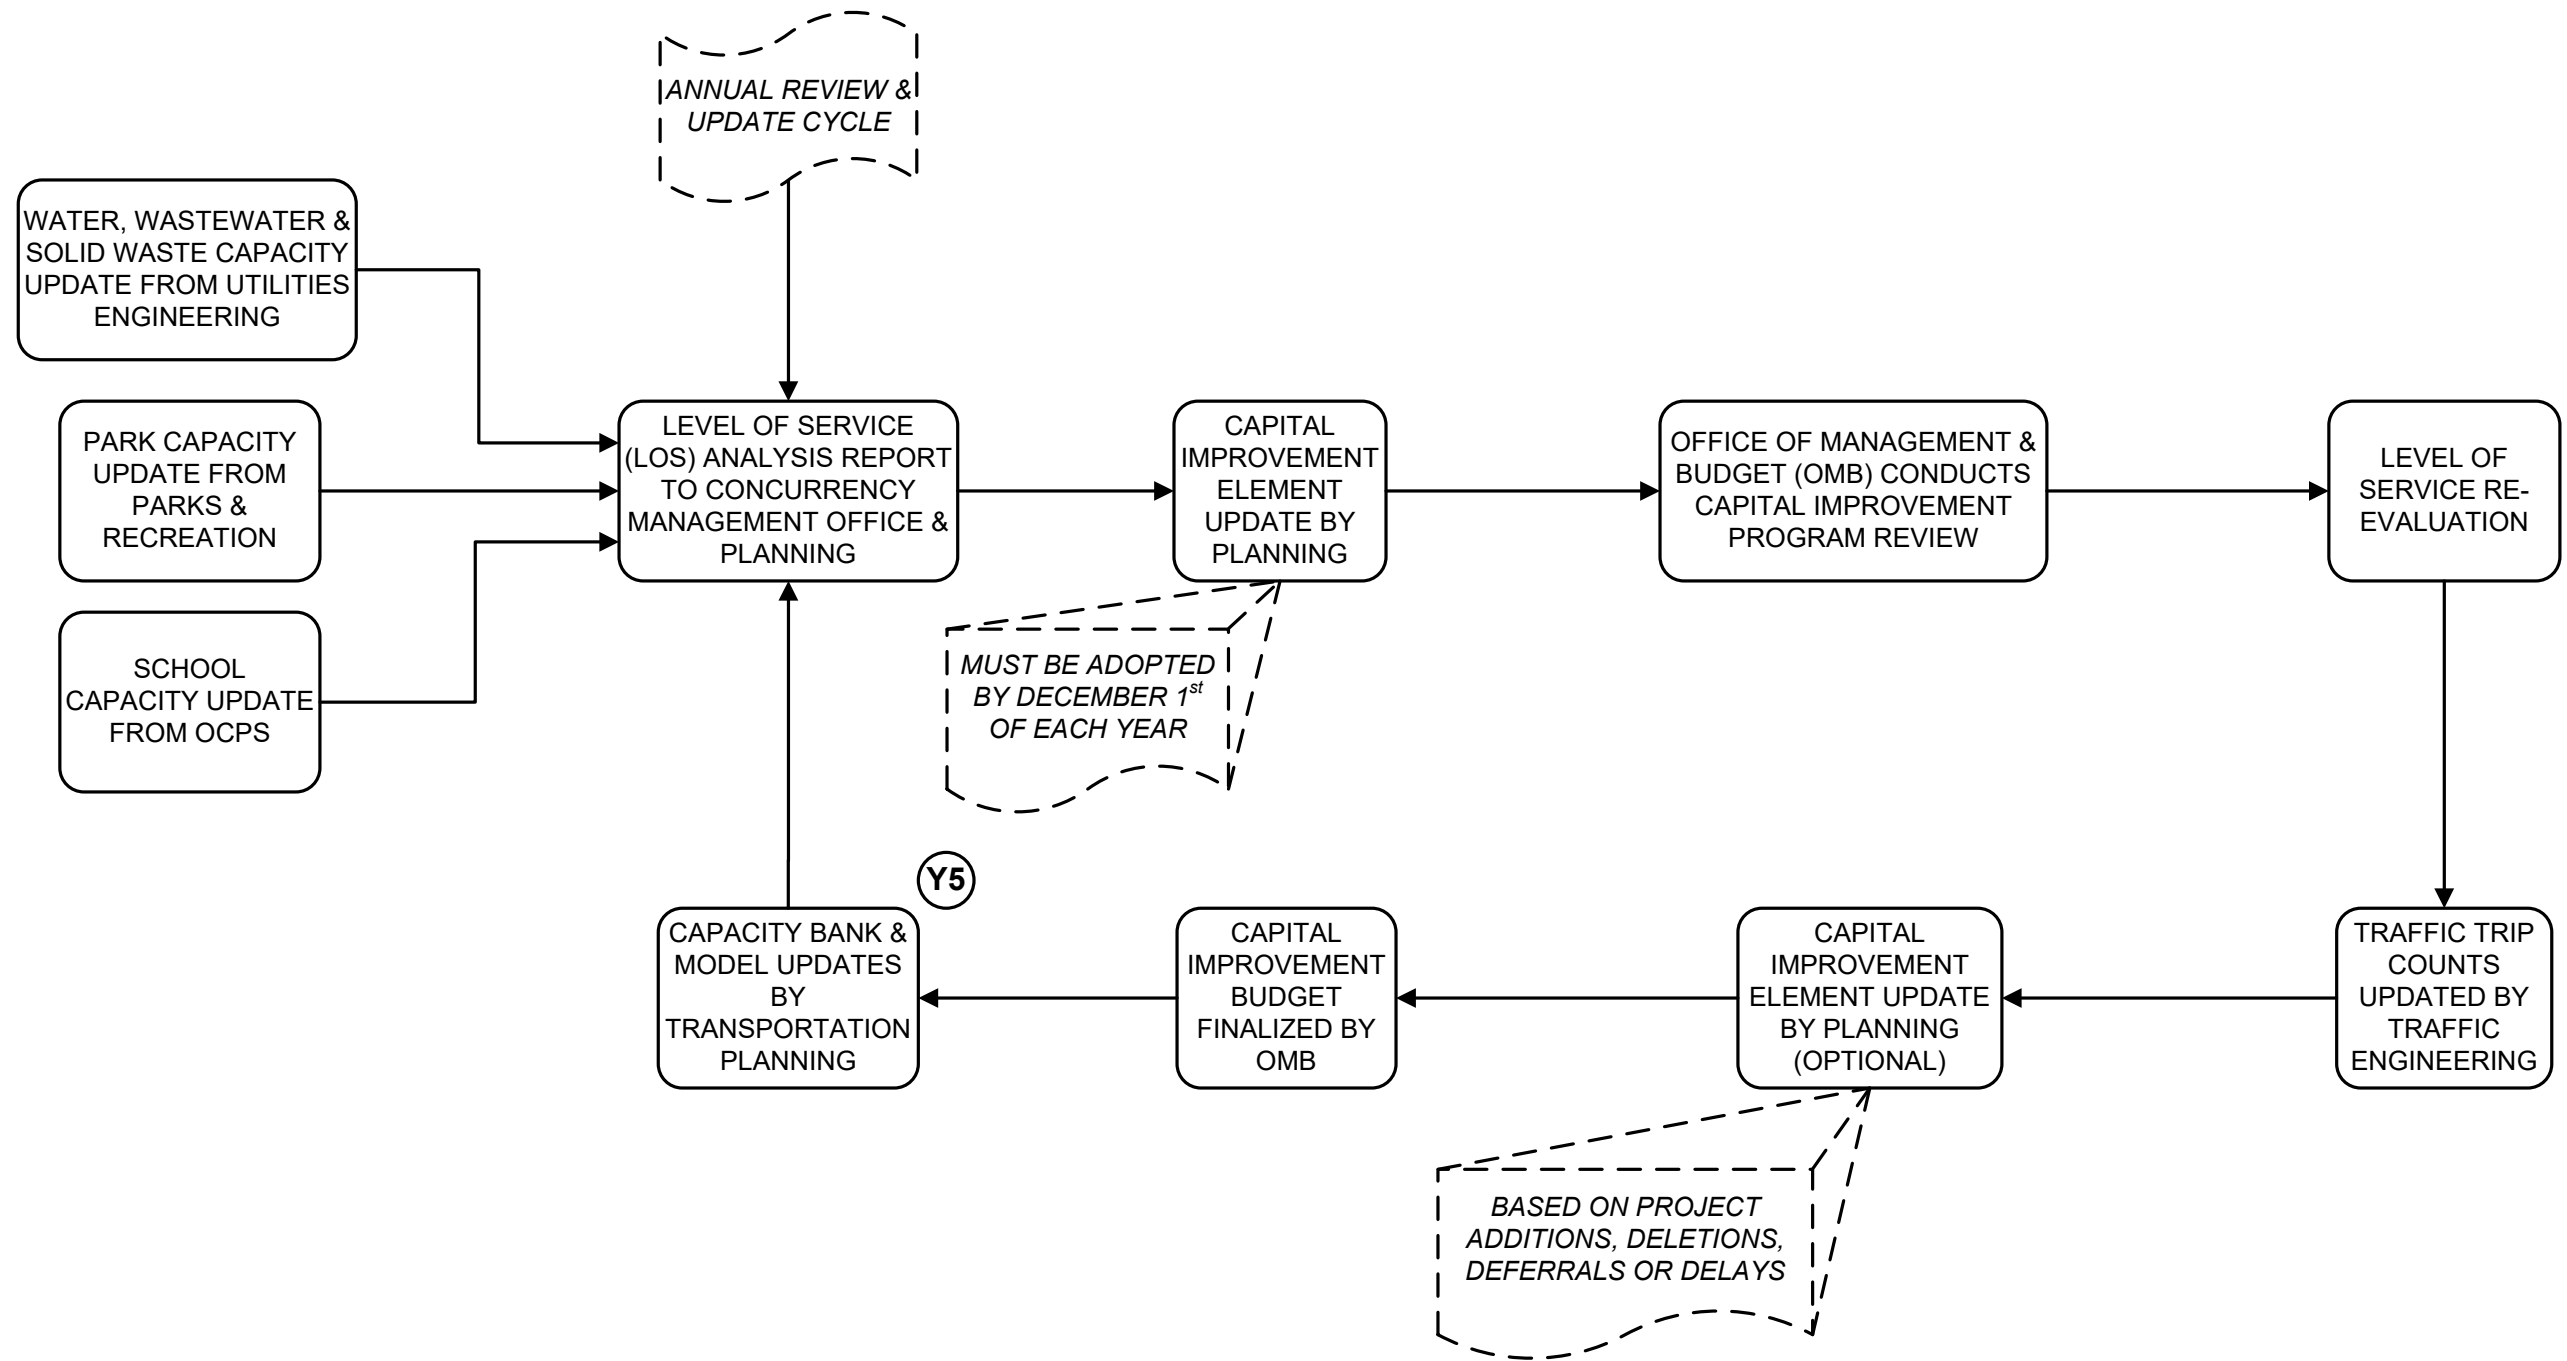 ANNUAL REVIEW &
UPDATE CYCLE
WATER, WASTEWATER &
SOLID WASTE CAPACITY
UPDATE FROM UTILITIES
ENGINEERING
PARK CAPACITY
UPDATE FROM
PARKS &
RECREATION
SCHOOL
CAPACITY UPDATE
FROM OCPS
LEVEL OF SERVICE
(LOS) ANALYSIS REPORT
TO CONCURRENCY
MANAGEMENT OFFICE &
PLANNING
CAPITAL
IMPROVEMENT
ELEMENT
UPDATE BY
PLANNING
OFFICE OF MANAGEMENT &
BUDGET (OMB) CONDUCTS
CAPITAL IMPROVEMENT
PROGRAM REVIEW
LEVEL OF
SERVICE RE-
EVALUATION
MUST BE ADOPTED
BY DECEMBER 1st
OF EACH YEAR
Y5
CAPACITY BANK &
MODEL UPDATES
BY
TRANSPORTATION
PLANNING
CAPITAL
IMPROVEMENT
BUDGET
FINALIZED BY
OMB
CAPITAL
IMPROVEMENT
ELEMENT UPDATE
BY PLANNING
(OPTIONAL)
TRAFFIC TRIP
COUNTS
UPDATED BY
TRAFFIC
ENGINEERING
BASED ON PROJECT
ADDITIONS, DELETIONS,
DEFERRALS OR DELAYS